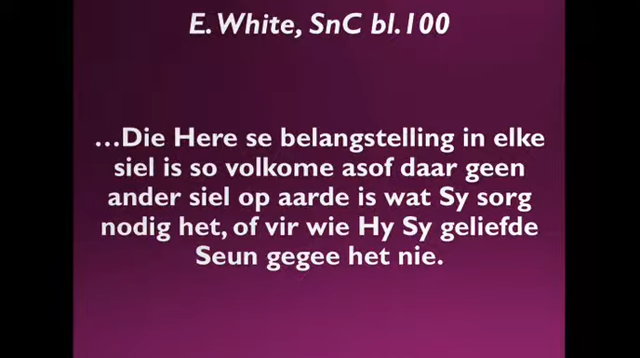 E. White, SnC bl.100
...Die Here se belangstelling in elke
siel is so volkome asof daar geen
ander siel op aarde is wat Sy sorg
nodig het, of vir wie Hy Sy geliefde
Seun gegee het nie.